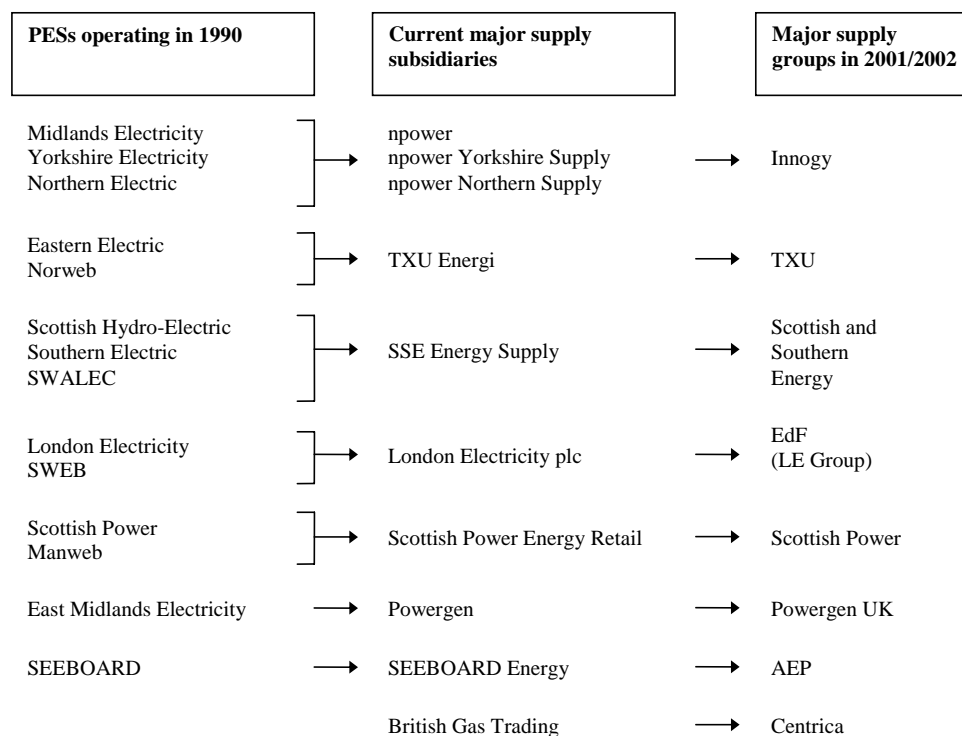 PESs operating in 1990
Current major supply
subsidiaries
Major supply
groups in 2001/2002
Midlands Electricity
Yorkshire Electricity
Northern Electric
npower
npower Yorkshire Supply
npower Northern Supply
Innogy
Eastern Electric
Norweb
TXU Energi
TXU
Scottish Hydro-Electric
Southern Electric
SWALEC
SSE Energy Supply
Scottish and
Southern
Energy
London Electricity
SWEB
London Electricity plc
EdF
(LE Group)
Scottish Power
Manweb
Scottish Power Energy Retail
Scottish Power
East Midlands Electricity
Powergen
Powergen UK
SEEBOARD
SEEBOARD Energy
AEP
British Gas Trading
Centrica